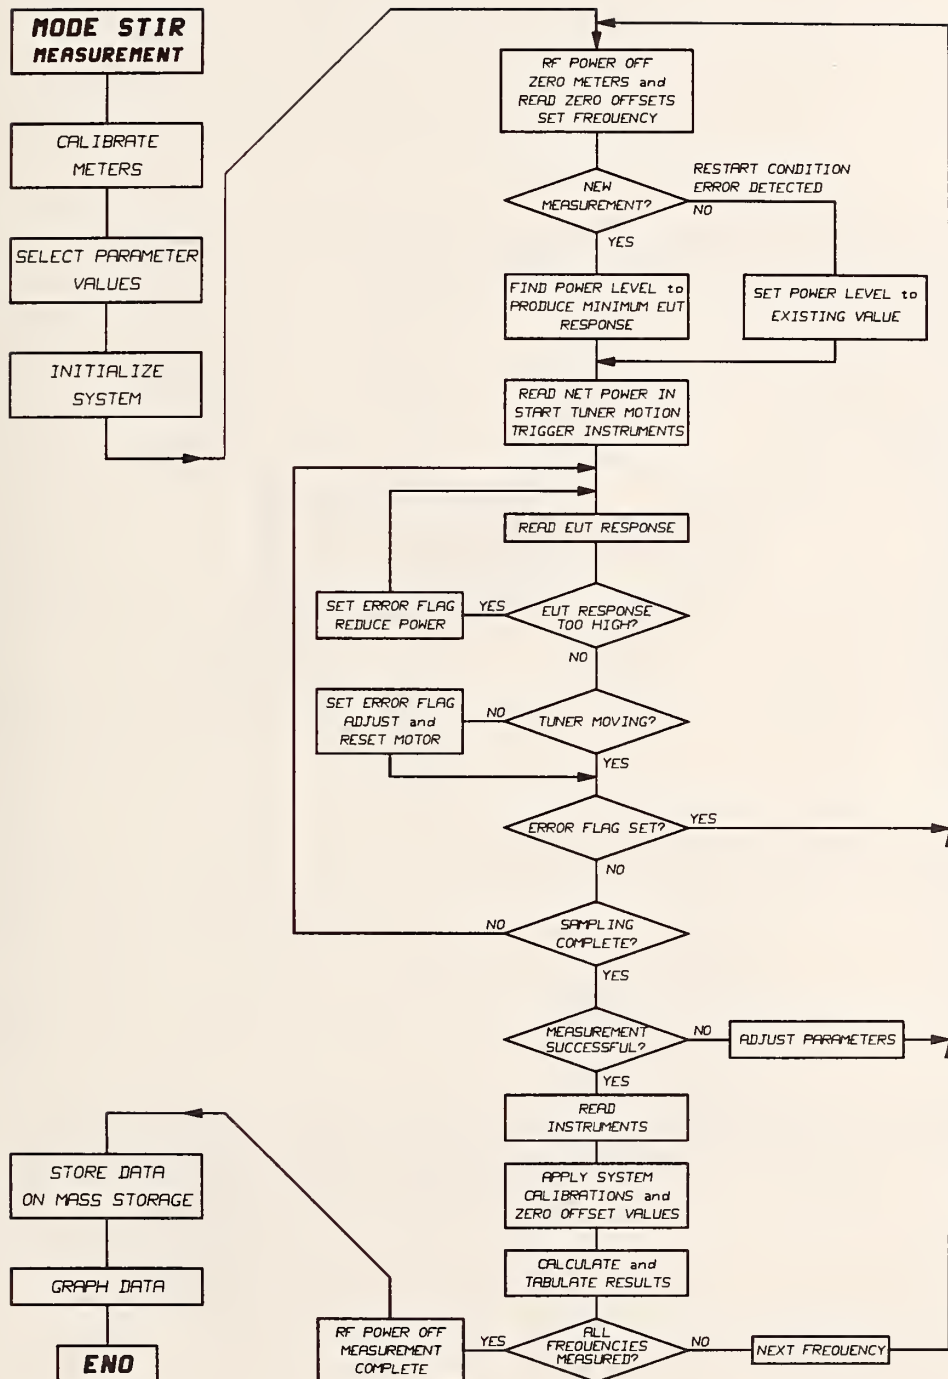 MODE STIR
MEASUREMENT
CALIBRATE
METERS
SELECT PARAMETER
VALUES
INITIALIZE
SYSTEM
RF POWER OFF
ZERO METERS and
READ ZERO OFFSETS
SET FREQUENCY
NEW
MEASUREMENT?
RESTART CONDITION
ERROR DETECTED
NO
YES
FIND POWER LEVEL to
PRODUCE MINIMUM EUT
RESPONSE
SET POWER LEVEL to
EXISTING VALUE
READ NET POWER IN
START TUNER MOTION
TRIGGER INSTRUMENTS
READ EUT RESPONSE
EUT RESPONSE
TOO HIGH?
YES
SET ERROR FLAG
REDUCE POWER
NO
TUNER MOVING?
NO
SET ERROR FLAG
ADJUST and
RESET MOTOR
YES
ERROR FLAG SET?
YES
NO
SAMPLING
COMPLETE?
NO
YES
MEASUREMENT
SUCCESSFUL?
NO
ADJUST PARAMETERS
YES
READ
INSTRUMENTS
APPLY SYSTEM
CALIBRATIONS and
ZERO OFFSET VALUES
CALCULATE and
TABULATE RESULTS
ALL
FREQUENCIES
MEASURED?
NO
NEXT FREQUENCY
YES
RF POWER OFF
MEASUREMENT
COMPLETE
STORE DATA
ON MASS STORAGE
GRAPH DATA
END